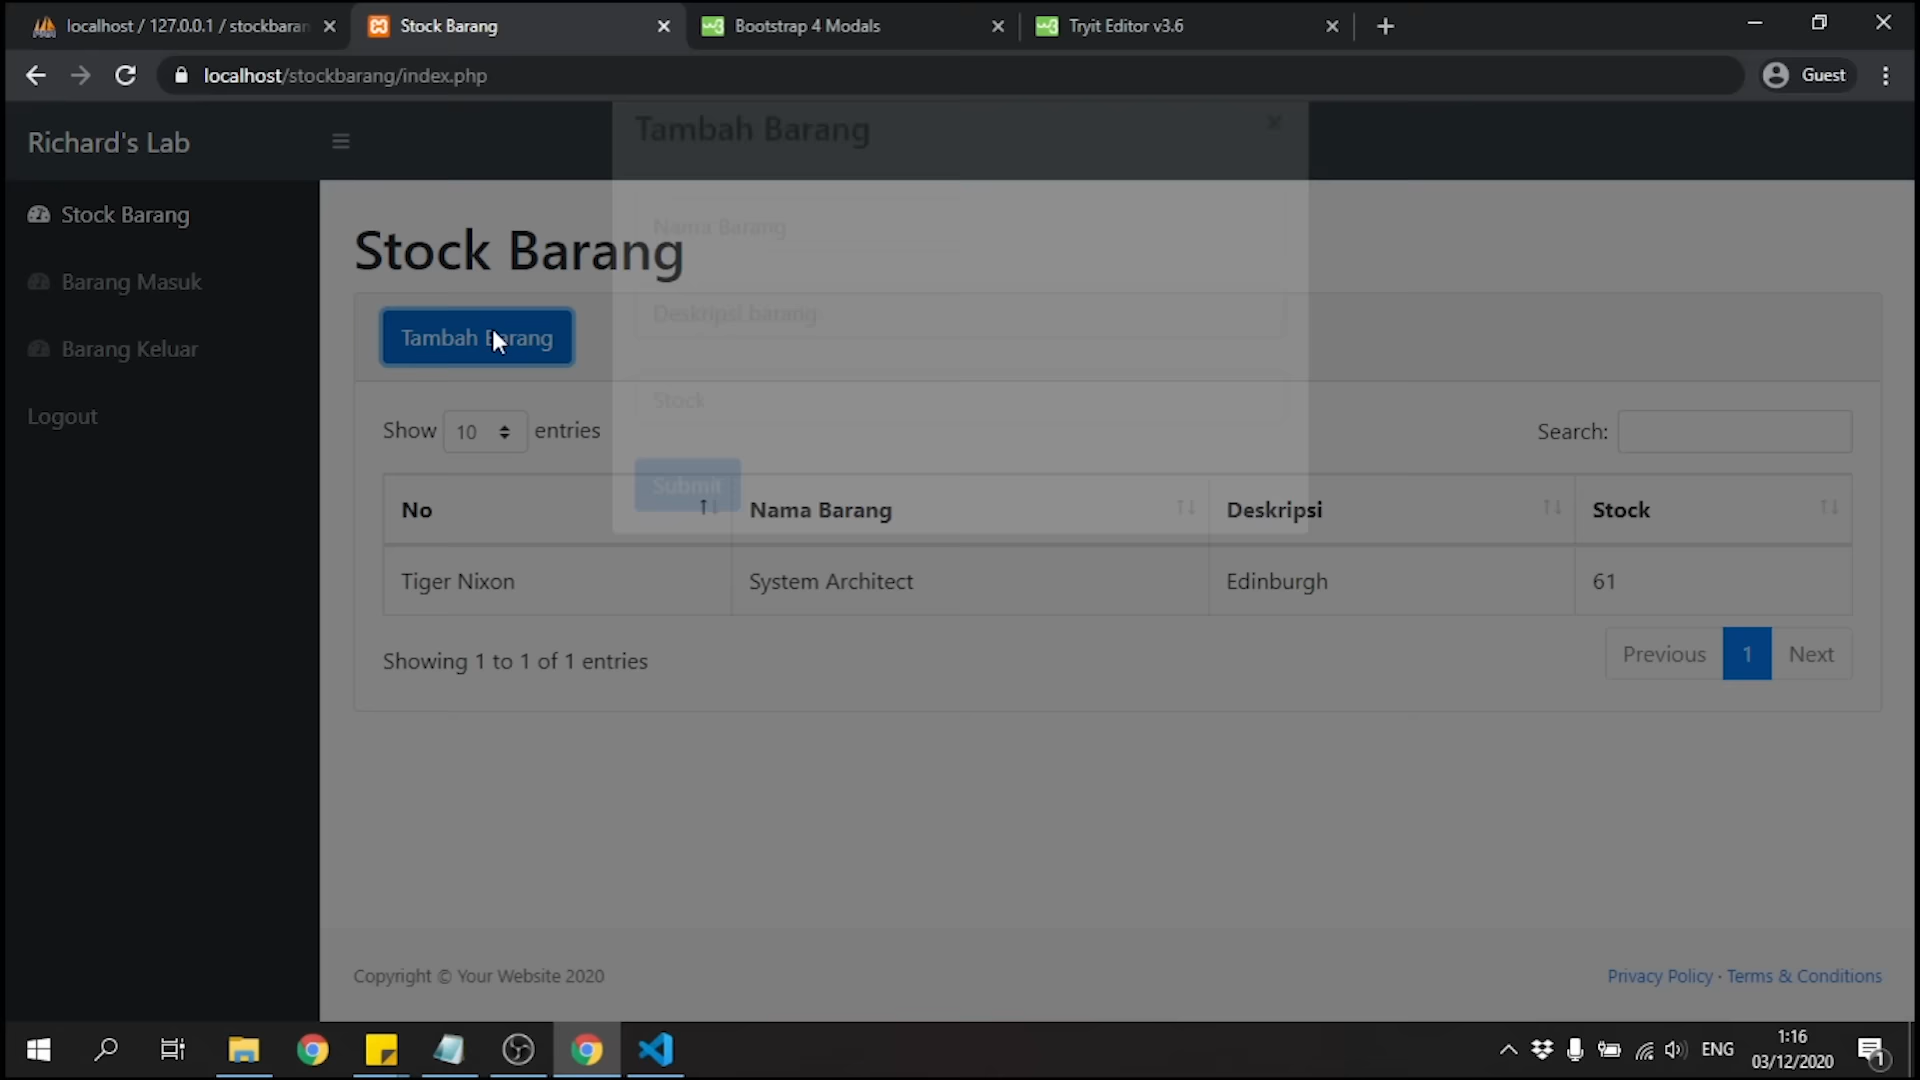 localhost / 127.0.0.1 / stockbaran
Stock Barang
Bootstrap 4 Modals
Tryit Editor v3.6
localhost/stockbarang/index.php
Guest
Richard's Lab
Tambah Barang
Stock Barang
Barang Masuk
Barang Keluar
Logout
Stock Barang
Nama Barang
Deskripsi barang
Stock
Submit
Tambah Barang
Show 10 entries
Search:
No Nama Barang Deskripsi Stock
Tiger Nixon System Architect Edinburgh 61
Showing 1 to 1 of 1 entries
Previous 1 Next
Copyright © Your Website 2020
Privacy Policy · Terms & Conditions
ENG
1:16
03/12/2020
1